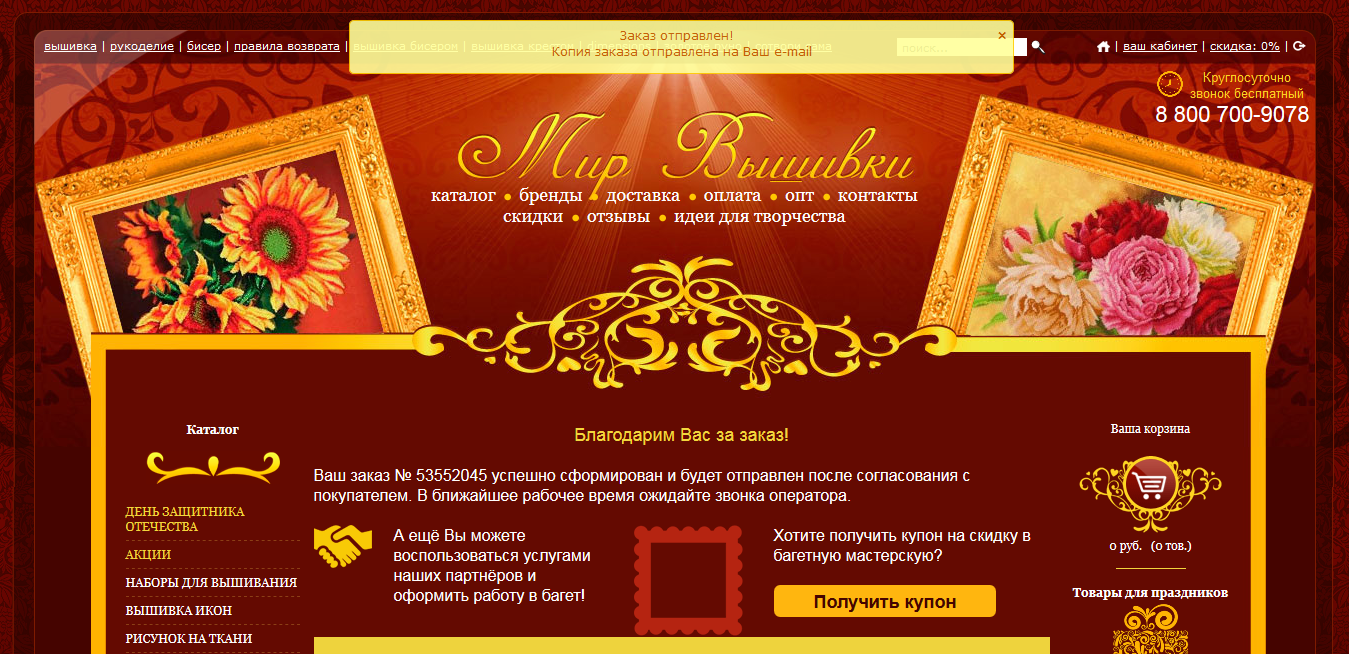 Заказ отправлен!
×
Копия заказа отправлена на Ваш e-mail
вышивка | рукоделие | бисер | правила возврата | вышивка бисером | вышивка
поиск...
| ваш кабинет | скидка: 0% |
Круглосуточно
звонок бесплатный
8 800 700-9078
Мир Вышивки
каталог • бренды • доставка • оплата • опт • контакты
скидки • отзывы • идеи для творчества
Каталог
ДЕНЬ ЗАЩИТНИКА
ОТЕЧЕСТВА
АКЦИИ
НАБОРЫ ДЛЯ ВЫШИВАНИЯ
ВЫШИВКА ИКОН
РИСУНОК НА ТКАНИ
Благодарим Вас за заказ!
Ваш заказ № 53552045 успешно сформирован и будет отправлен после согласования с
покупателем. В ближайшее рабочее время ожидайте звонка оператора.
А ещё Вы можете
воспользоваться услугами
наших партнёров и
оформить работу в багет!
Хотите получить купон на скидку в
багетную мастерскую?
Получить купон
Ваша корзина
0 руб. (0 тов.)
Товары для праздников